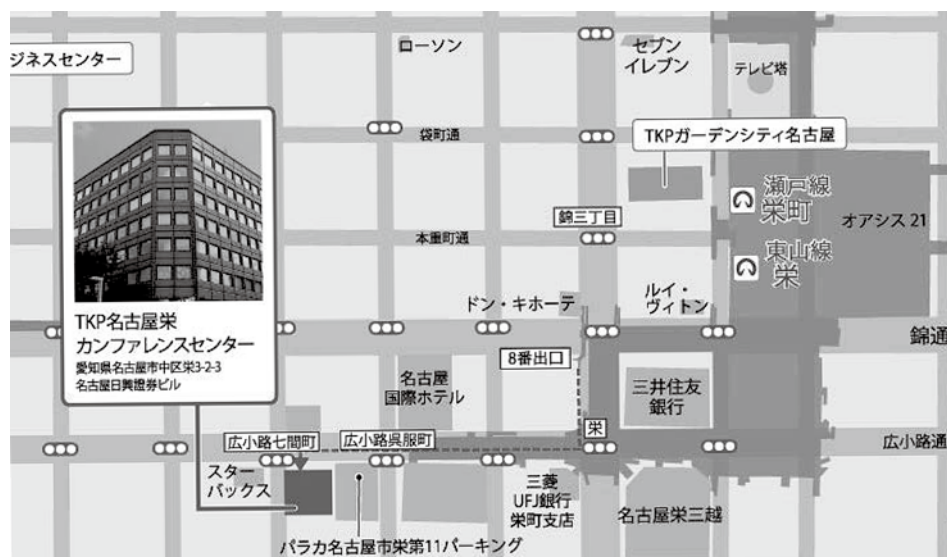 ローソン
セブン
イレブン
テレビ塔
ジネスセンター
袋町通
TKPガーデンシティ名古屋
瀬戸線
栄町
オアシス21
錦三丁目
本重町通
東山線
栄
ドン・キホーテ
ルイ・
ヴィトン
TKP名古屋栄
カンファレンスセンター
愛知県名古屋市中区栄3-2-3
名古屋日興證券ビル
錦通
8番出口
名古屋
国際ホテル
三井住友
銀行
栄
広小路七間町
広小路呉服町
広小路通
スター
バックス
三菱
UFJ銀行
栄町支店
名古屋栄三越
パラカ名古屋市栄第11パーキング